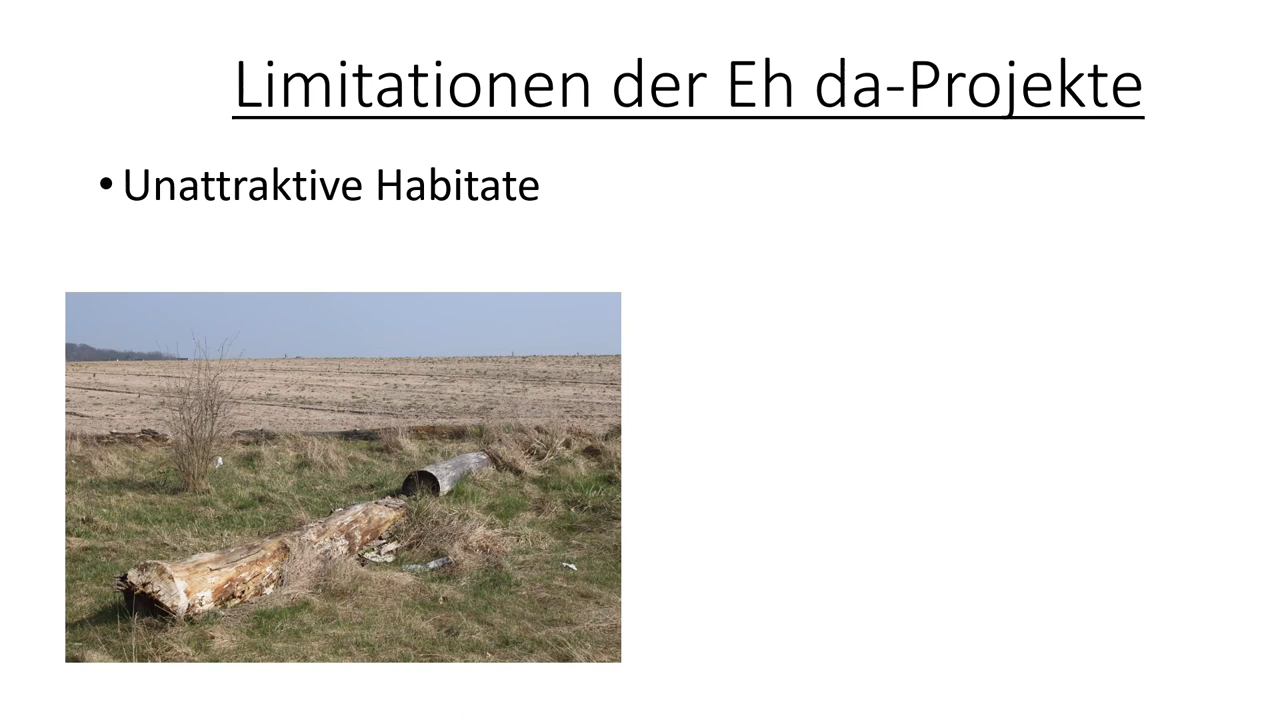 Limitationen der Eh da-Projekte
• Unattraktive Habitate